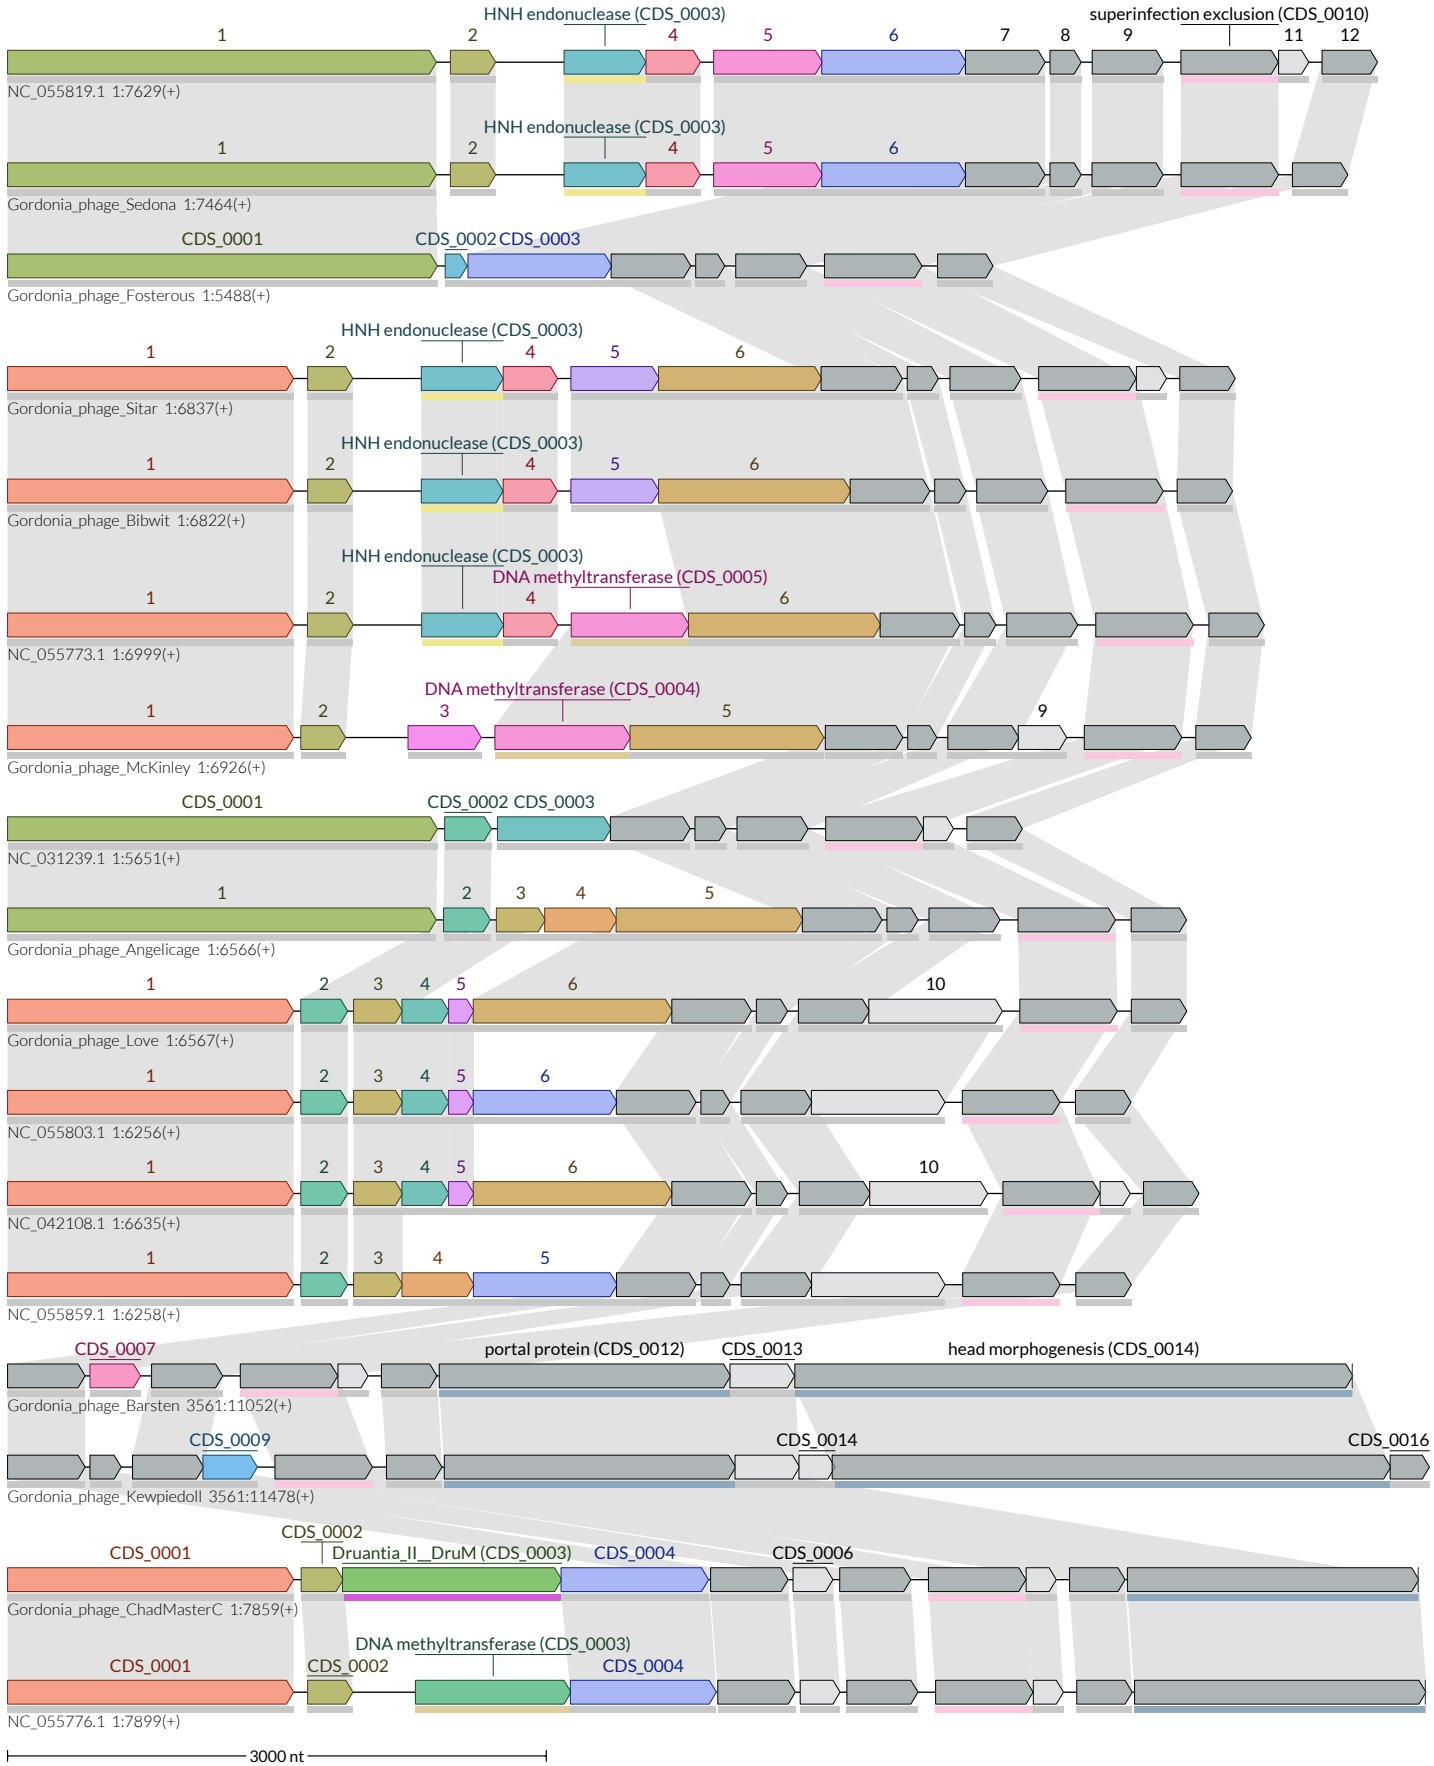 HNH endonuclease (CDS_0003) superinfection exclusion (CDS_0010)
1 2 4 5 6 7 8 9 11 12
NC_055819.1 1:7629(+)
HNH endonuclease (CDS_0003)
1 2 4 5 6
Gordonia_phage_Sedona 1:7464(+)
CDS_0001 CDS_0002 CDS_0003
Gordonia_phage_Fosterous 1:5488(+)
HNH endonuclease (CDS_0003)
1 2 4 5 6
Gordonia_phage_Sitar 1:6837(+)
HNH endonuclease (CDS_0003)
1 2 4 5 6
Gordonia_phage_Bibwit 1:6822(+)
HNH endonuclease (CDS_0003)
DNA methyltransferase (CDS_0005)
1 2 4 6
NC_055773.1 1:6999(+)
DNA methyltransferase (CDS_0004)
1 2 3 5 9
Gordonia_phage_McKinley 1:6926(+)
CDS_0001 CDS_0002 CDS_0003
NC_031239.1 1:5651(+)
1 2 3 4 5
Gordonia_phage_Angelicage 1:6566(+)
1 2 3 4 5 6 10
Gordonia_phage_Love 1:6567(+)
1 2 3 4 5 6
NC_055803.1 1:6256(+)
1 2 3 4 5 6 10
NC_042108.1 1:6635(+)
1 2 3 4 5
NC_055859.1 1:6258(+)
CDS_0007 portal protein (CDS_0012) CDS_0013 head morphogenesis (CDS_0014)
Gordonia_phage_Barsten 3561:11052(+)
CDS_0009 CDS_0014 CDS_0016
Gordonia_phage_Kewpiedoll 3561:11478(+)
CDS_0002
CDS_0001 Druantia_II__DruM (CDS_0003) CDS_0004 CDS_0006
Gordonia_phage_ChadMasterC 1:7859(+)
DNA methyltransferase (CDS_0003)
CDS_0001 CDS_0002 CDS_0004
NC_055776.1 1:7899(+)
3000 nt